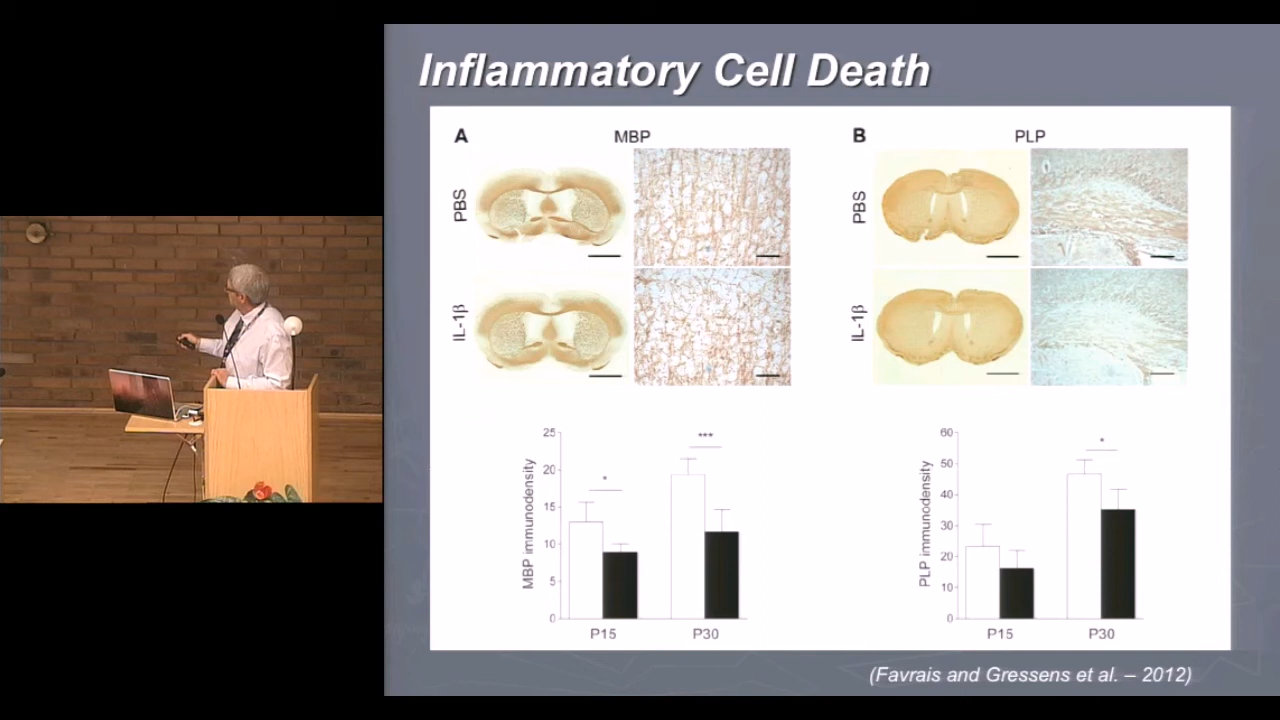 Inflammatory Cell Death
A
MBP
B
PLP
PBS
PBS
IL-1β
IL-1β
***
*
*
MBP immunodensity
25
20
15
10
5
0
P15
P30
PLP immunodensity
60
50
40
30
20
10
0
P15
P30
(Favrais and Gressens et al. – 2012)